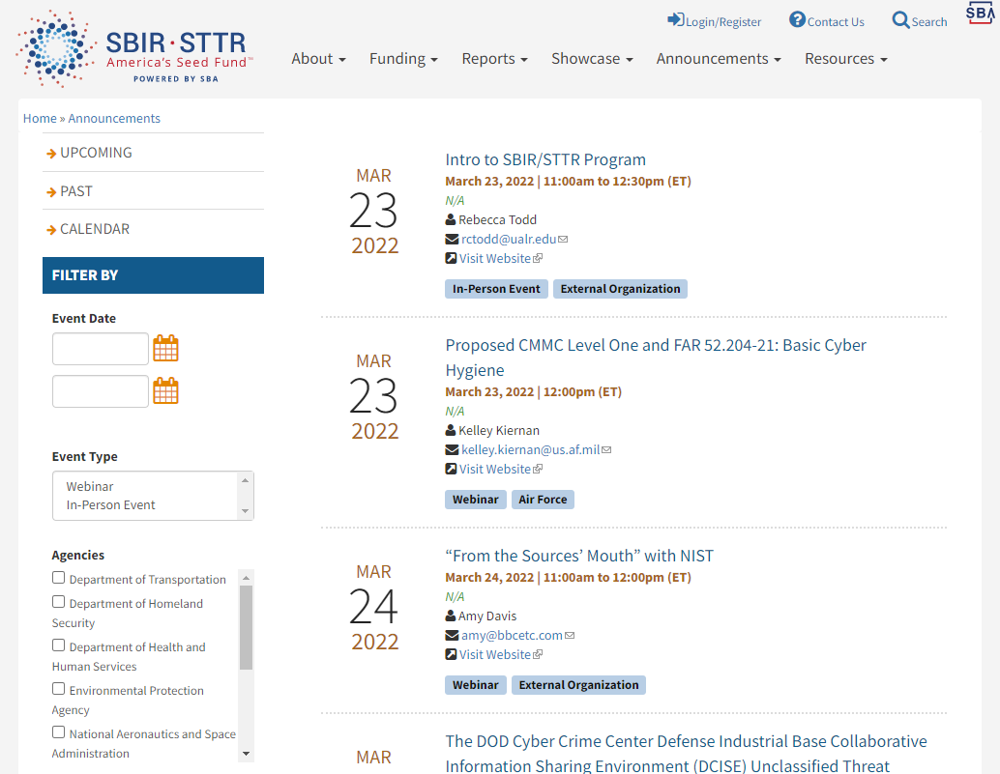 SBIR·STTR
America's Seed Fund™
POWERED BY SBA
Login/Register
Contact Us
Search
SBA
About
Funding
Reports
Showcase
Announcements
Resources
Home » Announcements
UPCOMING
PAST
CALENDAR
FILTER BY
Event Date
Event Type
Webinar
In-Person Event
Agencies
Department of Transportation
Department of Homeland
Security
Department of Health and
Human Services
Environmental Protection
Agency
National Aeronautics and Space
Administration
MAR
23
2022
Intro to SBIR/STTR Program
March 23, 2022 | 11:00am to 12:30pm (ET)
N/A
Rebecca Todd
rctodd@ualr.edu
Visit Website
In-Person Event
External Organization
MAR
23
2022
Proposed CMMC Level One and FAR 52.204-21: Basic Cyber
Hygiene
March 23, 2022 | 12:00pm (ET)
N/A
Kelley Kiernan
kelley.kiernan@us.af.mil
Visit Website
Webinar
Air Force
MAR
24
2022
“From the Sources’ Mouth” with NIST
March 24, 2022 | 11:00am to 12:00pm (ET)
N/A
Amy Davis
amy@bbcetc.com
Visit Website
Webinar
External Organization
MAR
The DOD Cyber Crime Center Defense Industrial Base Collaborative
Information Sharing Environment (DCISE) Unclassified Threat